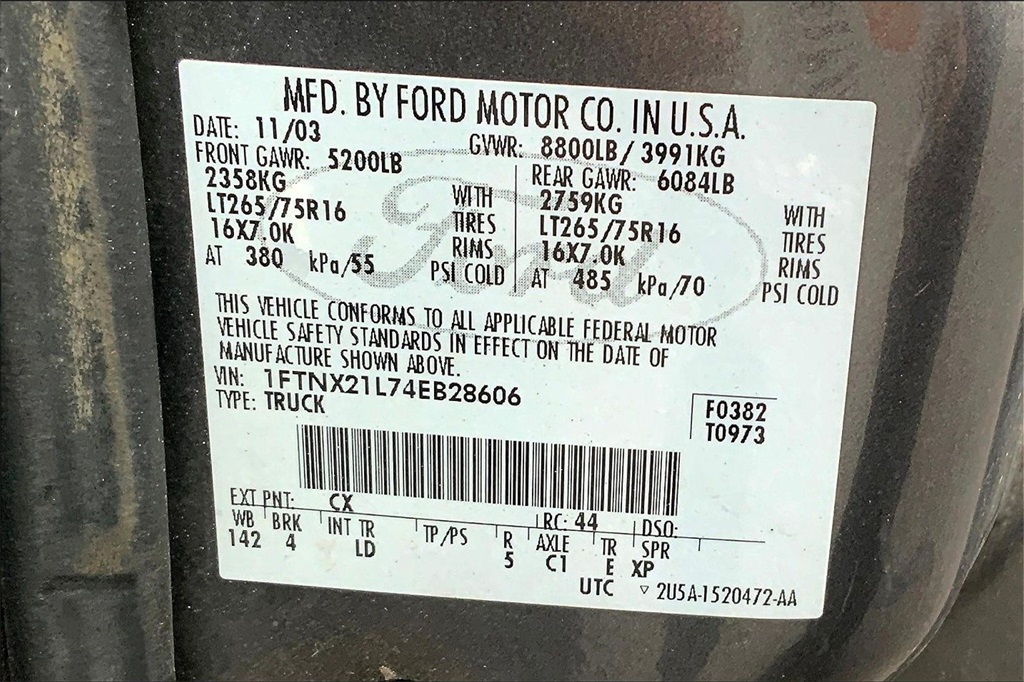 MFD. BY FORD MOTOR CO. IN U.S.A.
DATE: 11/03 GVWR: 8800LB/ 3991KG
FRONT GAWR: 5200LB REAR GAWR: 6084LB
2358KG WITH 2759KG WITH
LT265/75R16 TIRES LT265/75R16 TIRES
16X7.0K RIMS 16X7.0K RIMS
AT 380 kPa/55 PSI COLD AT 485 kPa/70 PSI COLD
Ford
THIS VEHICLE CONFORMS TO ALL APPLICABLE FEDERAL MOTOR
VEHICLE SAFETY STANDARDS IN EFFECT ON THE DATE OF
MANUFACTURE SHOWN ABOVE.
VIN: 1FTNX21L74EB28606
TYPE: TRUCK
F0382
T0973
EXT PNT: CX RC: 44 DSO:
WB BRK INT TR TP/PS R AXLE TR SPR
142 4 LD 5 C1 E XP
UTC ▿ 2U5A-1520472-AA